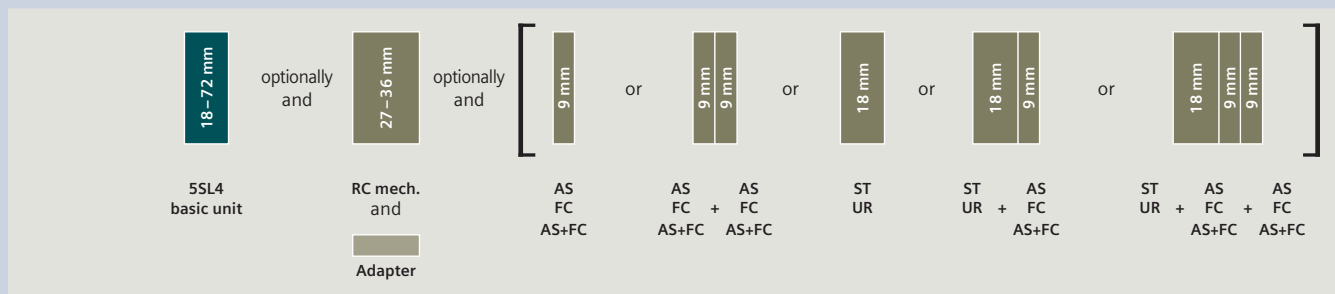 18–72 mm
optionally
and
27–36 mm
optionally
and
9 mm
or
9 mm 9 mm
or
18 mm
or
18 mm 9 mm
or
18 mm 9 mm 9 mm
5SL4
basic unit
RC mech.
and
Adapter
AS
FC
AS+FC
AS AS
FC + FC
AS+FC AS+FC
ST
UR
ST AS
UR + FC
AS+FC
ST AS AS
UR + FC + FC
AS+FC AS+FC